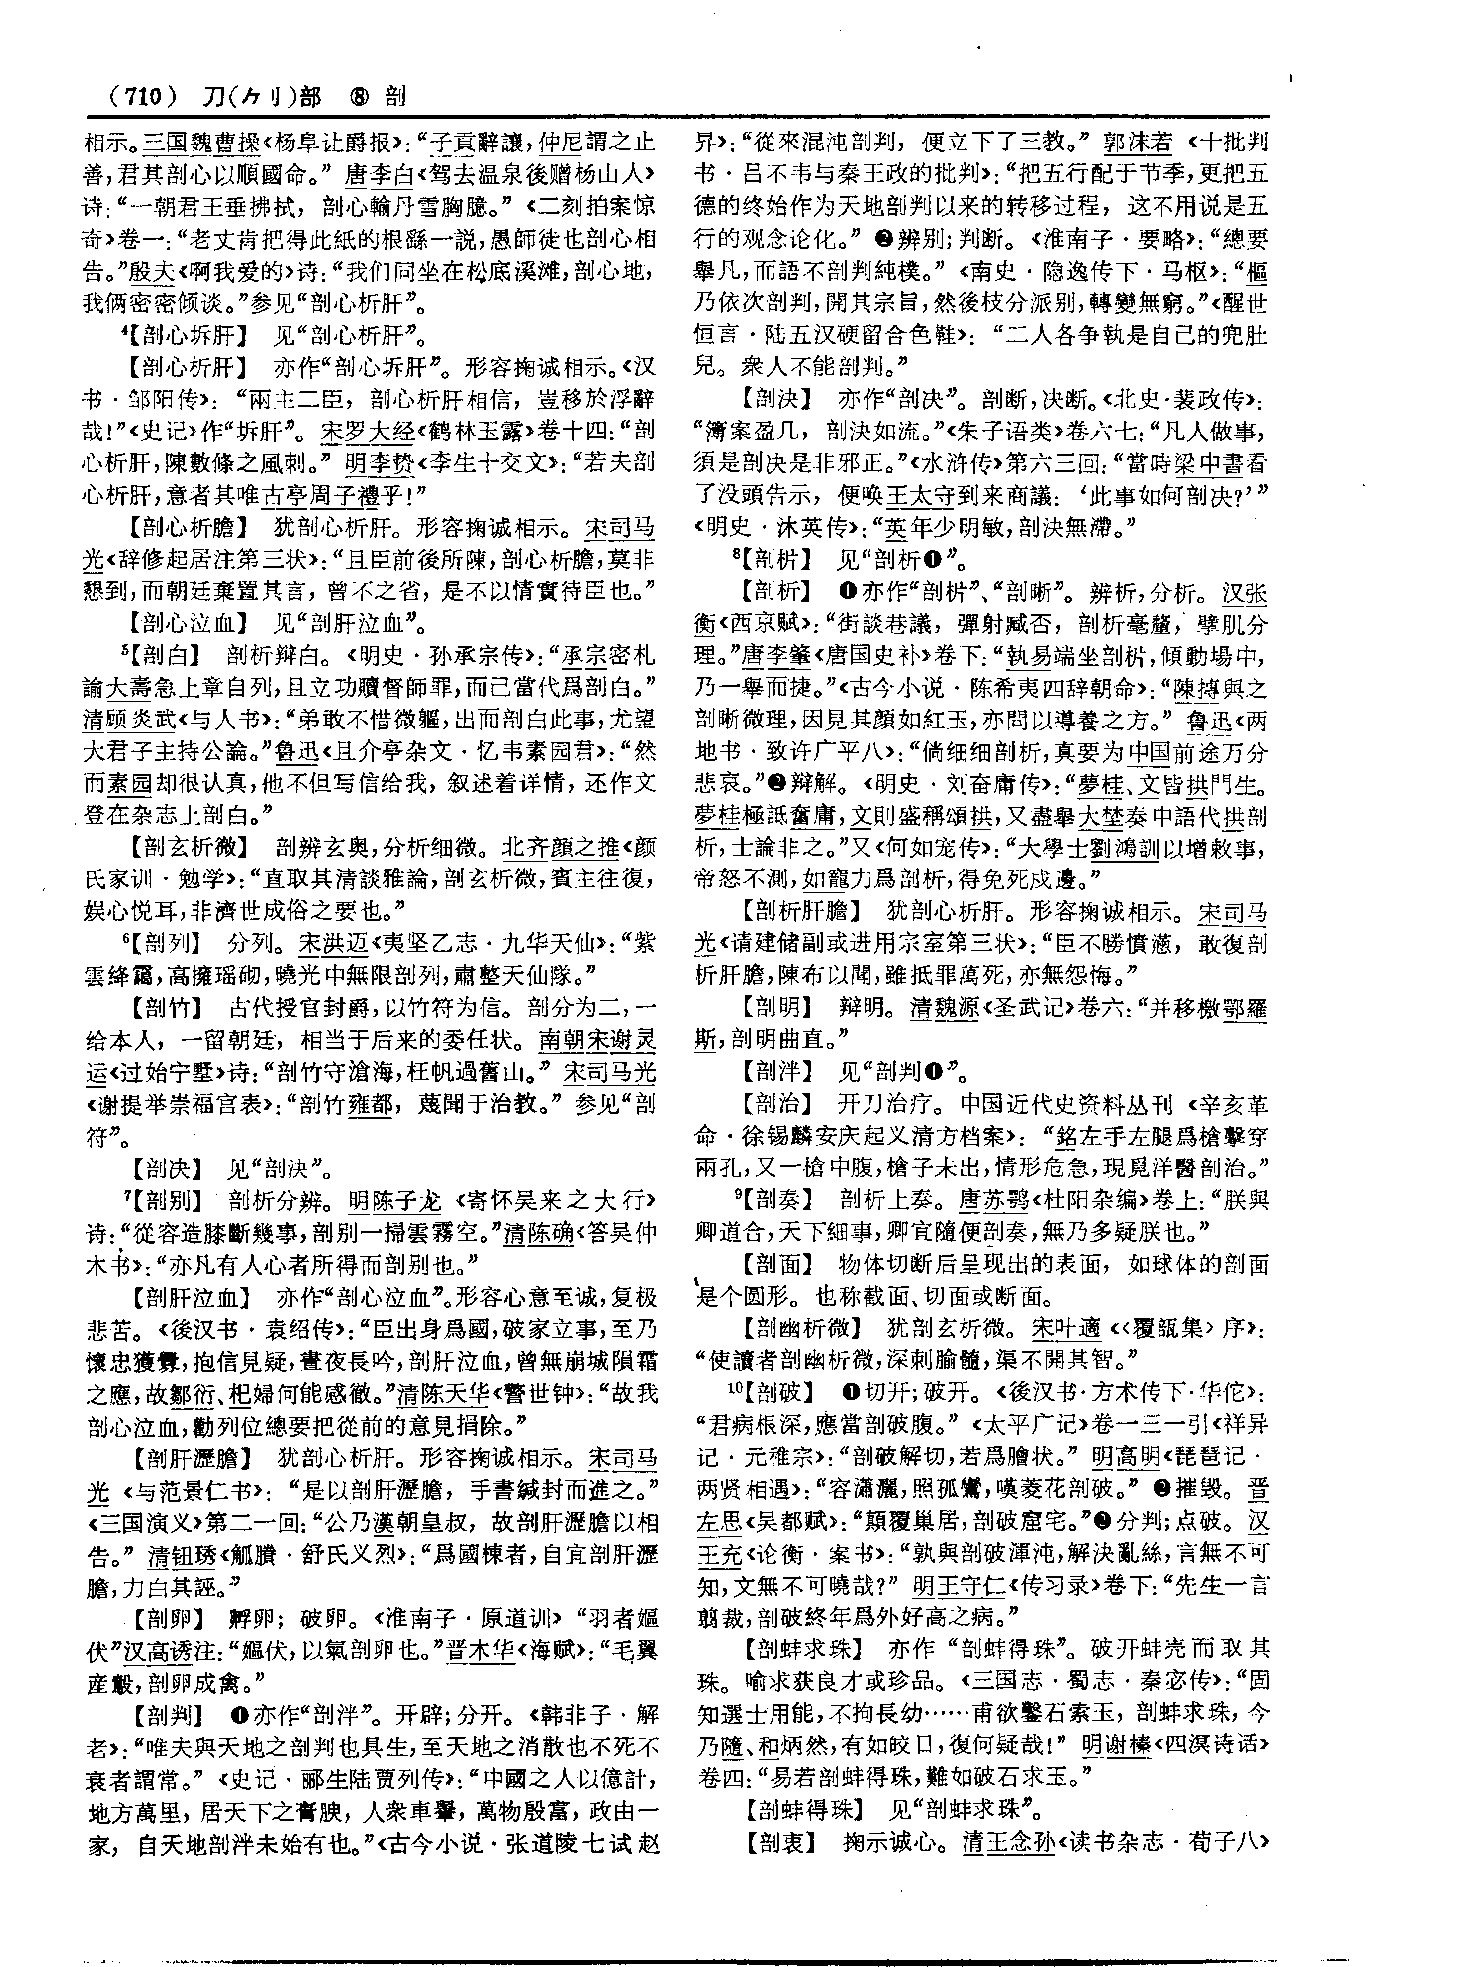 (710) 刀(⺈刂)部 ⑧ 剖
相示。三国魏曹操《杨阜让爵报》：“子貢辭讓，仲尼謂之止
善，君其剖心以順國命。”唐李白《驾去温泉後赠杨山人》
诗：“一朝君王垂拂拭，剖心輸丹雪胸臆。”《二刻拍案惊
奇》卷一：“老丈肯把得此紙的根繇一説，愚師徒也剖心相
告。”殷夫《啊我爱的》诗：“我们同坐在松底溪滩，剖心地，
我俩密密倾谈。”参见“剖心析肝”。
⁴【剖心坼肝】 见“剖心析肝”。
【剖心析肝】 亦作“剖心坼肝”。形容掬诚相示。《汉
书·邹阳传》：“兩主二臣，剖心析肝相信，豈移於浮辭
哉！”《史记》作“坼肝”。宋罗大经《鹤林玉露》卷十四：“剖
心析肝，陳數條之風刺。”明李贽《李生十交文》：“若夫剖
心析肝，意者其唯古亭周子禮乎！”
【剖心析膽】 犹剖心析肝。形容掬诚相示。宋司马
光《辞修起居注第三状》：“且臣前後所陳，剖心析膽，莫非
懇到，而朝廷棄置其言，曾不之省，是不以情實待臣也。”
【剖心泣血】 见“剖肝泣血”。
⁵【剖白】 剖析辩白。《明史·孙承宗传》：“承宗密札
諭大壽急上章自列，且立功贖督師罪，而己當代爲剖白。”
清顾炎武《与人书》：“弟敢不惜微軀，出而剖白此事，尤望
大君子主持公論。”鲁迅《且介亭杂文·忆韦素园君》：“然
而素园却很认真，他不但写信给我，叙述着详情，还作文
登在杂志上剖白。”
【剖玄析微】 剖辨玄奥，分析细微。北齐颜之推《颜
氏家训·勉学》：“直取其清談雅論，剖玄析微，賓主往復，
娱心悦耳，非濟世成俗之要也。”
⁶【剖列】 分列。宋洪迈《夷坚乙志·九华天仙》：“紫
雲絳靄，高擁瑶砌，曉光中無限剖列，肅整天仙隊。”
【剖竹】 古代授官封爵，以竹符为信。剖分为二，一
给本人，一留朝廷，相当于后来的委任状。南朝宋谢灵
运《过始宁墅》诗：“剖竹守滄海，枉帆過舊山。”宋司马光
《谢提举崇福宫表》：“剖竹雍都，蔑聞于治教。”参见“剖
符”。
【剖决】 见“剖決”。
⁷【剖别】 剖析分辨。明陈子龙《寄怀吴来之大行》
诗：“從容造膝斷幾事，剖别一掃雲霧空。”清陈确《答吴仲
木书》：“亦凡有人心者所得而剖别也。”
【剖肝泣血】 亦作“剖心泣血”。形容心意至诚，复极
悲苦。《後汉书·袁绍传》：“臣出身爲國，破家立事，至乃
懷忠獲釁，抱信見疑，晝夜長吟，剖肝泣血，曾無崩城隕霜
之應，故鄒衍、杞婦何能感徹。”清陈天华《警世钟》：“故我
剖心泣血，勸列位總要把從前的意見捐除。”
【剖肝瀝膽】 犹剖心析肝。形容掬诚相示。宋司马
光《与范景仁书》：“是以剖肝瀝膽，手書緘封而進之。”
《三国演义》第二一回：“公乃漢朝皇叔，故剖肝瀝膽以相
告。”清钮琇《觚賸·舒氏义烈》：“爲國棟者，自宜剖肝瀝
膽，力白其誣。”
【剖卵】 孵卵；破卵。《淮南子·原道训》“羽者嫗
伏”汉高诱注：“嫗伏，以氣剖卵也。”晋木华《海赋》：“毛翼
産鷇，剖卵成禽。”
【剖判】 ❶亦作“剖泮”。开辟；分开。《韩非子·解
老》：“唯夫與天地之剖判也具生，至天地之消散也不死不
衰者謂常。”《史记·郦生陆贾列传》：“中國之人以億計，
地方萬里，居天下之膏腴，人衆車轝，萬物殷富，政由一
家，自天地剖泮未始有也。”《古今小说·张道陵七试赵
昇》：“從來混沌剖判，便立下了三教。”郭沫若《十批判
书·吕不韦与秦王政的批判》：“把五行配于节季，更把五
德的终始作为天地剖判以来的转移过程，这不用说是五
行的观念论化。”❷辨别；判断。《淮南子·要略》：“總要
舉凡，而語不剖判純樸。”《南史·隐逸传下·马枢》：“樞
乃依次剖判，開其宗旨，然後枝分派别，轉變無窮。”《醒世
恒言·陆五汉硬留合色鞋》：“二人各争執是自己的兜肚
兒。衆人不能剖判。”
【剖決】 亦作“剖决”。剖断，决断。《北史·裴政传》：
“簿案盈几，剖決如流。”《朱子语类》卷六七：“凡人做事，
須是剖决是非邪正。”《水浒传》第六三回：“當時梁中書看
了没頭告示，便唤王太守到来商議：‘此事如何剖决？’”
《明史·沐英传》：“英年少明敏，剖決無滯。”
⁸【剖枿】 见“剖析❶”。
【剖析】 ❶亦作“剖枿”、“剖晰”。辨析，分析。汉张
衡《西京赋》：“街談巷議，彈射臧否，剖析毫釐，擘肌分
理。”唐李肇《唐国史补》卷下：“執易端坐剖枿，傾動場中，
乃一舉而捷。”《古今小说·陈希夷四辞朝命》：“陳摶與之
剖晰微理，因見其顔如紅玉，亦問以導養之方。”鲁迅《两
地书·致许广平八》：“倘细细剖析，真要为中国前途万分
悲哀。”❷辩解。《明史·刘奋庸传》：“夢桂、文皆拱門生。
夢桂極詆奮庸，文則盛稱頌拱，又盡舉大埜奏中語代拱剖
析，士論非之。”又《何如宠传》：“大學士劉鴻訓以增敕事，
帝怒不測，如寵力爲剖析，得免死戍邊。”
【剖析肝膽】 犹剖心析肝。形容掬诚相示。宋司马
光《请建储副或进用宗室第三状》：“臣不勝憤懣，敢復剖
析肝膽，陳布以聞，雖抵罪萬死，亦無怨悔。”
【剖明】 辩明。清魏源《圣武记》卷六：“并移檄鄂羅
斯，剖明曲直。”
【剖泮】 见“剖判❶”。
【剖治】 开刀治疗。中国近代史资料丛刊《辛亥革
命·徐锡麟安庆起义清方档案》：“銘左手左腿爲槍擊穿
兩孔，又一槍中腹，槍子未出，情形危急，現覓洋醫剖治。”
⁹【剖奏】 剖析上奏。唐苏鹗《杜阳杂编》卷上：“朕與
卿道合，天下細事，卿宜隨便剖奏，無乃多疑朕也。”
【剖面】 物体切断后呈现出的表面，如球体的剖面
是个圆形。也称截面、切面或断面。
【剖幽析微】 犹剖玄析微。宋叶適《〈覆瓿集〉序》：
“使讀者剖幽析微，深刺腧髓，渠不開其智。”
¹⁰【剖破】 ❶切开；破开。《後汉书·方术传下·华佗》：
“君病根深，應當剖破腹。”《太平广记》卷一三一引《祥异
记·元稚宗》：“剖破解切，若爲膾状。”明高明《琵琶记·
两贤相遇》：“容瀟灑，照孤鸞，嘆菱花剖破。”❷摧毁。晋
左思《吴都赋》：“顛覆巢居，剖破窟宅。”❸分判；点破。汉
王充《论衡·案书》：“孰與剖破渾沌，解決亂絲，言無不可
知，文無不可曉哉？”明王守仁《传习录》卷下：“先生一言
翦裁，剖破終年爲外好高之病。”
【剖蚌求珠】 亦作“剖蚌得珠”。破开蚌壳而取其
珠。喻求获良才或珍品。《三国志·蜀志·秦宓传》：“固
知選士用能，不拘長幼……甫欲鑿石索玉，剖蚌求珠，今
乃隨、和炳然，有如皎日，復何疑哉！”明谢榛《四溟诗话》
卷四：“易若剖蚌得珠，難如破石求玉。”
【剖蚌得珠】 见“剖蚌求珠”。
【剖衷】 掬示诚心。清王念孙《读书杂志·荀子八》